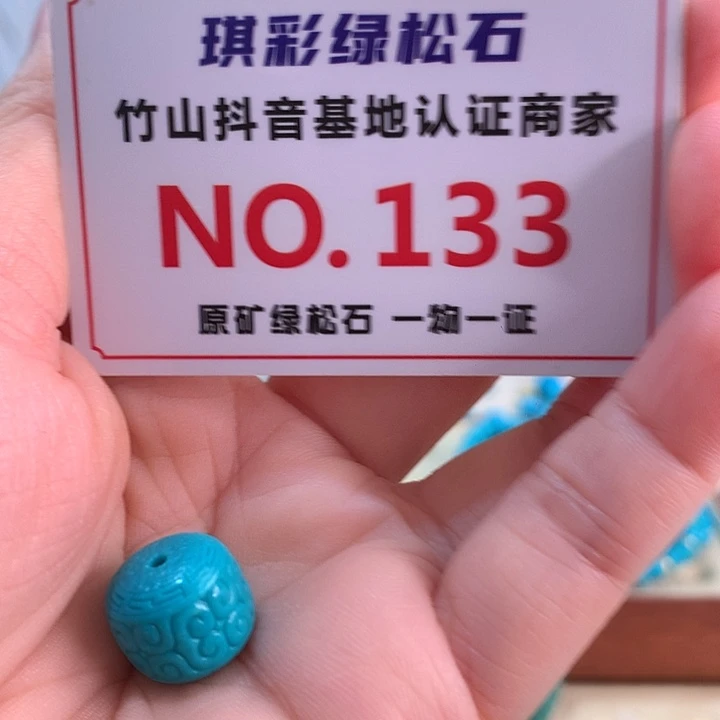 琪彩绿松石
竹山抖音基地认证商家
NO.133
原矿绿松石 一物一证